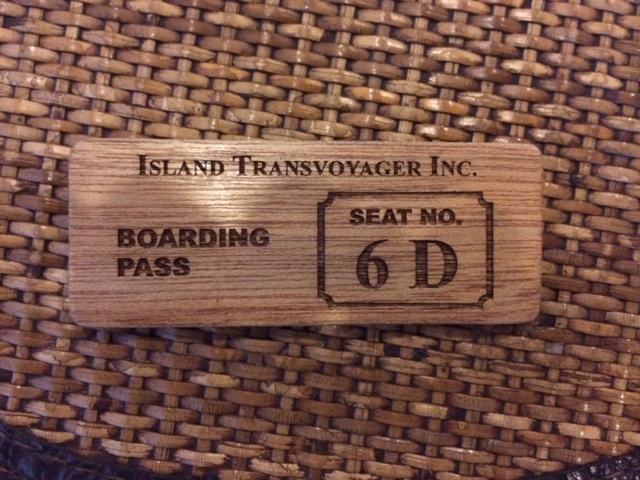 ISLAND TRANSVOYAGER INC.
BOARDING
PASS
SEAT NO.
6 D